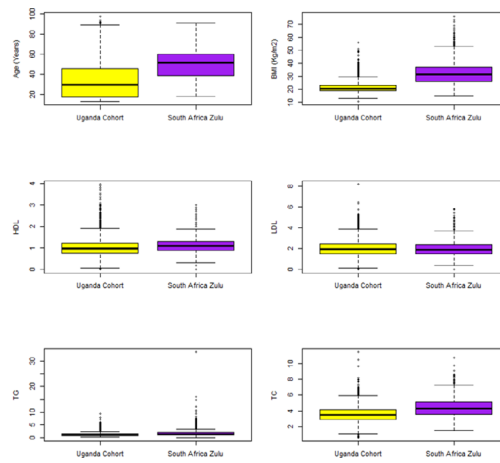 Age (Years)
20
40
60
80
100
Uganda Cohort
South Africa Zulu
BMI (Kg/m2)
10
20
30
40
50
60
70
Uganda Cohort
South Africa Zulu
HDL
0
1
2
3
4
Uganda Cohort
South Africa Zulu
LDL
0
2
4
6
8
Uganda Cohort
South Africa Zulu
TG
0
5
10
20
30
Uganda Cohort
South Africa Zulu
TC
2
4
6
8
10
Uganda Cohort
South Africa Zulu